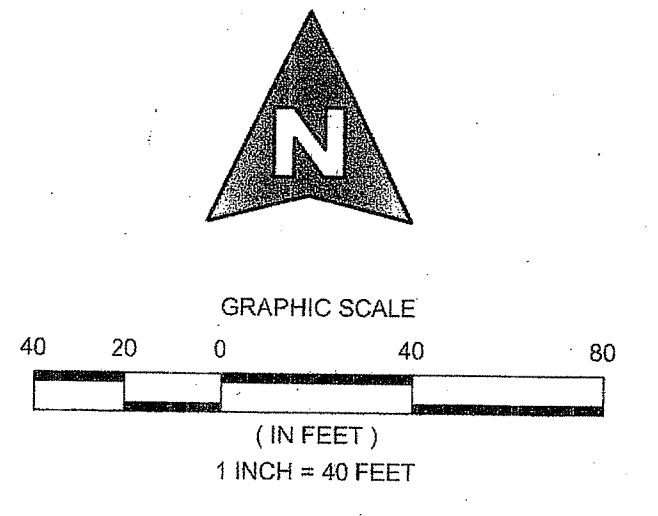 N
GRAPHIC SCALE
40 20 0 40 80
( IN FEET )
1 INCH = 40 FEET